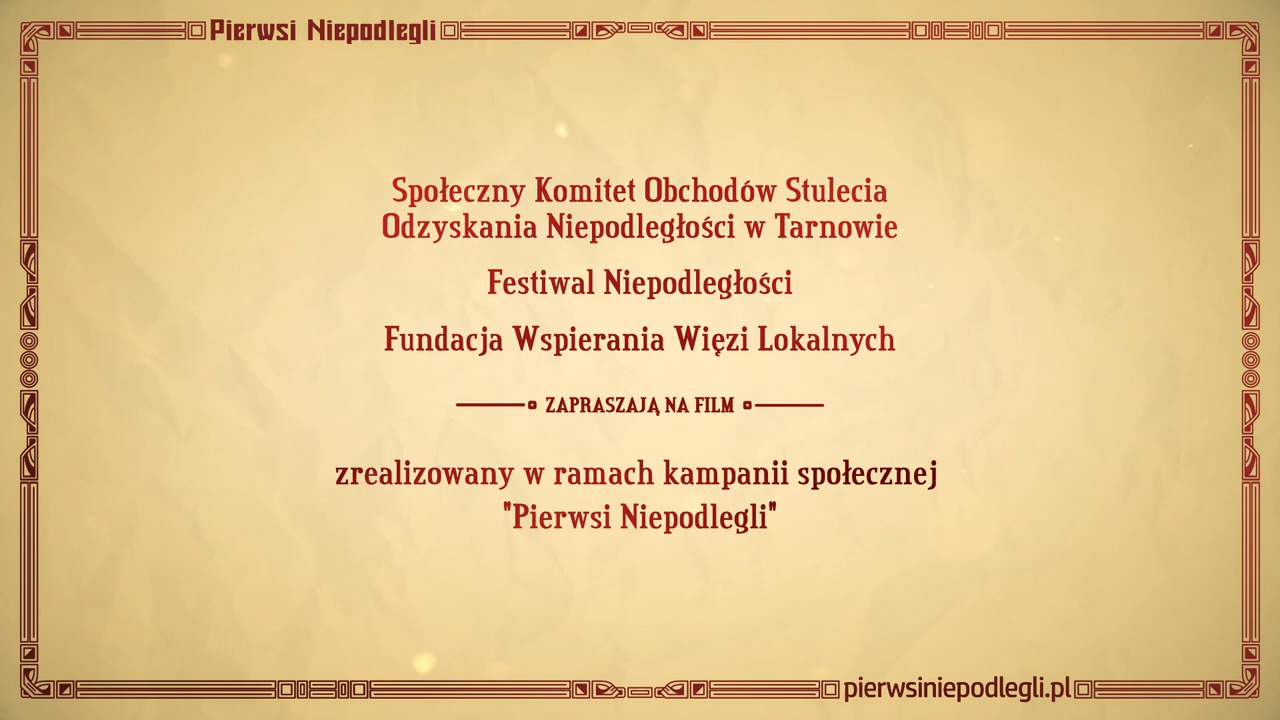 Pierwsi Niepodlegli
Społeczny Komitet Obchodów Stulecia
Odzyskania Niepodległości w Tarnowie
Festiwal Niepodległości
Fundacja Wspierania Więzi Lokalnych
ZAPRASZAJĄ NA FILM
zrealizowany w ramach kampanii społecznej
"Pierwsi Niepodlegli"
pierwsiniepodlegli.pl